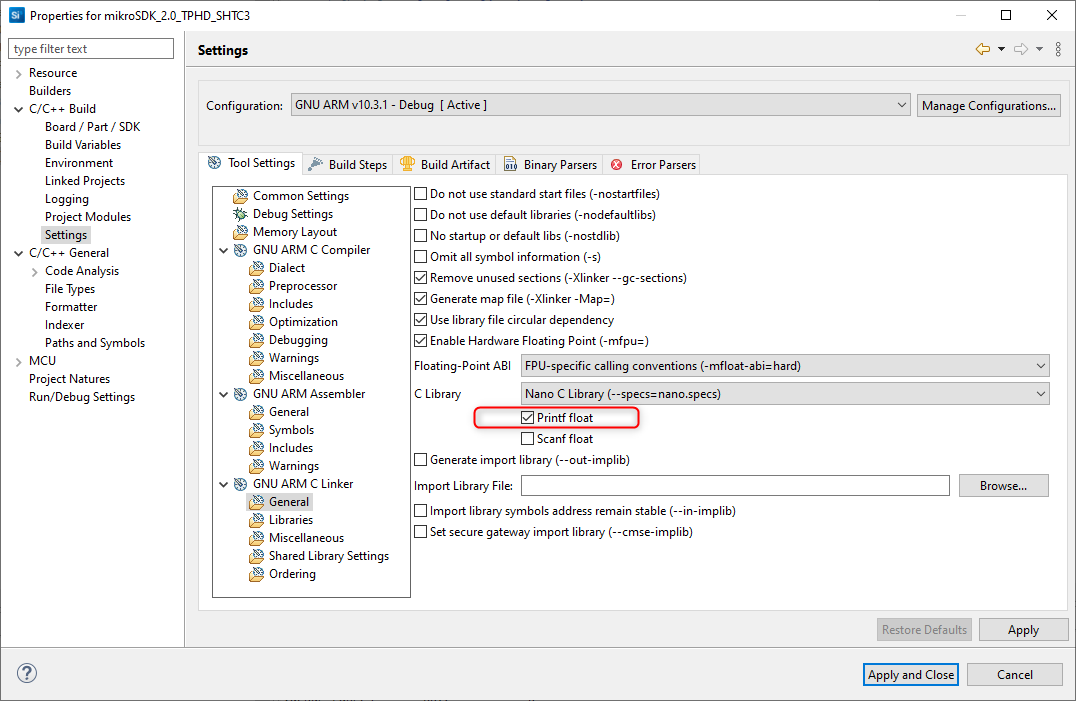 Si Properties for mikroSDK_2.0_TPHD_SHTC3
type filter text
Resource
Builders
C/C++ Build
Board / Part / SDK
Build Variables
Environment
Linked Projects
Logging
Project Modules
Settings
C/C++ General
Code Analysis
File Types
Formatter
Indexer
Paths and Symbols
MCU
Project Natures
Run/Debug Settings
Settings
Configuration: GNU ARM v10.3.1 - Debug [ Active ] Manage Configurations...
Tool Settings Build Steps Build Artifact Binary Parsers Error Parsers
Common Settings
Debug Settings
Memory Layout
GNU ARM C Compiler
Dialect
Preprocessor
Includes
Optimization
Debugging
Warnings
Miscellaneous
GNU ARM Assembler
General
Symbols
Includes
Warnings
GNU ARM C Linker
General
Libraries
Miscellaneous
Shared Library Settings
Ordering
Do not use standard start files (-nostartfiles)
Do not use default libraries (-nodefaultlibs)
No startup or default libs (-nostdlib)
Omit all symbol information (-s)
Remove unused sections (-Xlinker --gc-sections)
Generate map file (-Xlinker -Map=)
Use library file circular dependency
Enable Hardware Floating Point (-mfpu=)
Floating-Point ABI FPU-specific calling conventions (-mfloat-abi=hard)
C Library Nano C Library (--specs=nano.specs)
Printf float
Scanf float
Generate import library (--out-implib)
Import Library File: Browse...
Import library symbols address remain stable (--in-implib)
Set secure gateway import library (--cmse-implib)
Restore Defaults Apply
? Apply and Close Cancel